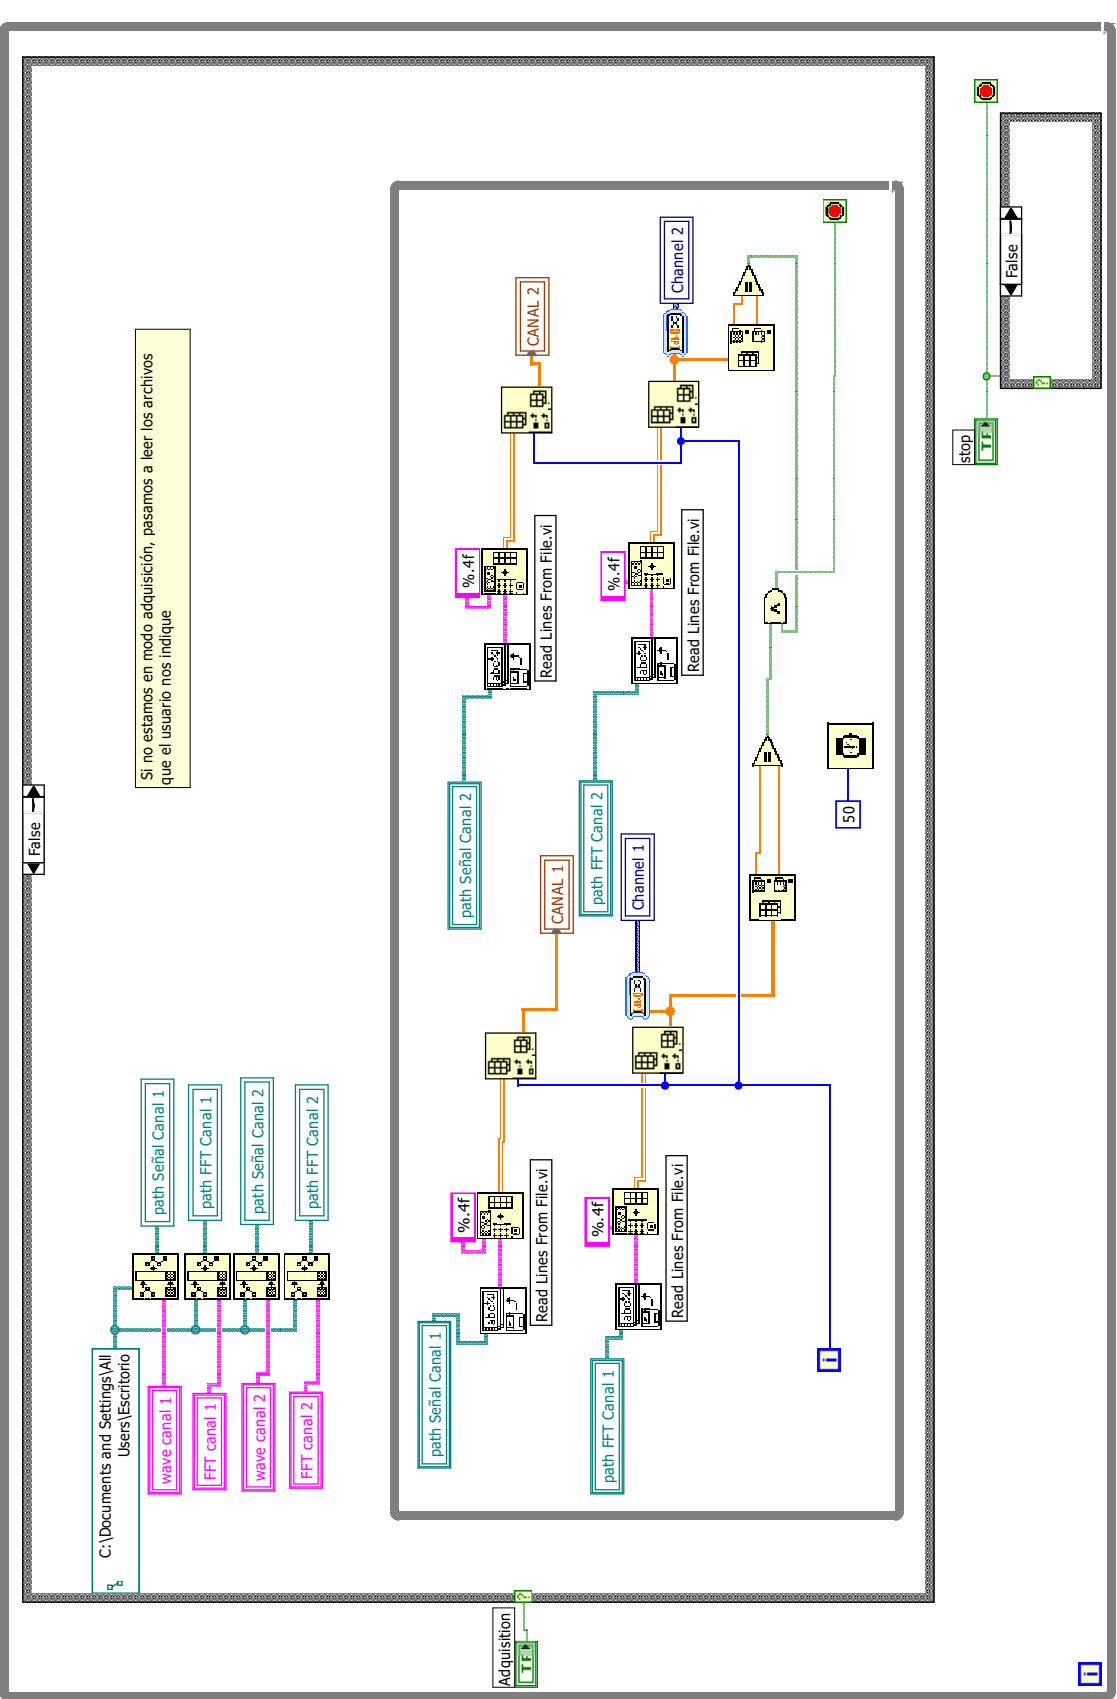 C:\Documents and Settings\All
Users\Escritorio
wave canal 1
FFT canal 1
wave canal 2
FFT canal 2
path Señal Canal 1
path FFT Canal 1
path Señal Canal 2
path FFT Canal 2
False
Si no estamos en modo adquisición, pasamos a leer los archivos
que el usuario nos indique
Adquisition
TF
path Señal Canal 1
Read Lines From File.vi
%.4f
CANAL 1
path Señal Canal 2
Read Lines From File.vi
%.4f
CANAL 2
path FFT Canal 1
Read Lines From File.vi
%.4f
Channel 1
path FFT Canal 2
Read Lines From File.vi
%.4f
Channel 2
i
50
stop
TF
False
i